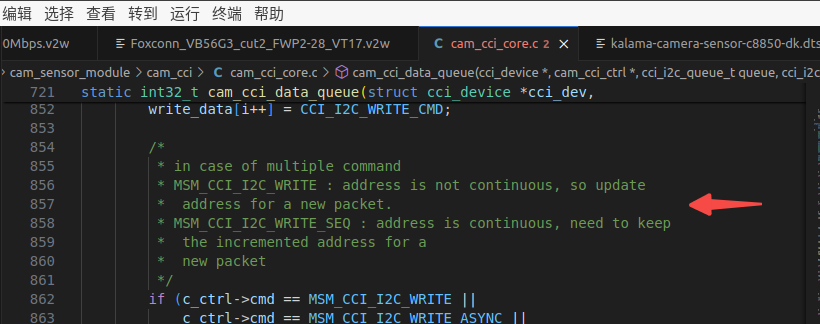 编辑 选择 查看 转到 运行 终端 帮助
0Mbps.v2w Foxconn_VB56G3_cut2_FWP2-28_VT17.v2w cam_cci_core.c 2 kalama-camera-sensor-c8850-dk.dts
cam_sensor_module > cam_cci > C cam_cci_core.c > cam_cci_data_queue(cci_device *, cam_cci_ctrl *, cci_i2c_queue_t queue, cci_i2c
721 static int32_t cam_cci_data_queue(struct cci_device *cci_dev,
852 write_data[i++] = CCI_I2C_WRITE_CMD;
853
854 /*
855 * in case of multiple command
856 * MSM_CCI_I2C_WRITE : address is not continuous, so update
857 * address for a new packet.
858 * MSM_CCI_I2C_WRITE_SEQ : address is continuous, need to keep
859 * the incremented address for a
860 * new packet
861 */
862 if (c_ctrl->cmd == MSM_CCI_I2C_WRITE ||
863 c_ctrl->cmd == MSM_CCI_I2C_WRITE_ASYNC ||